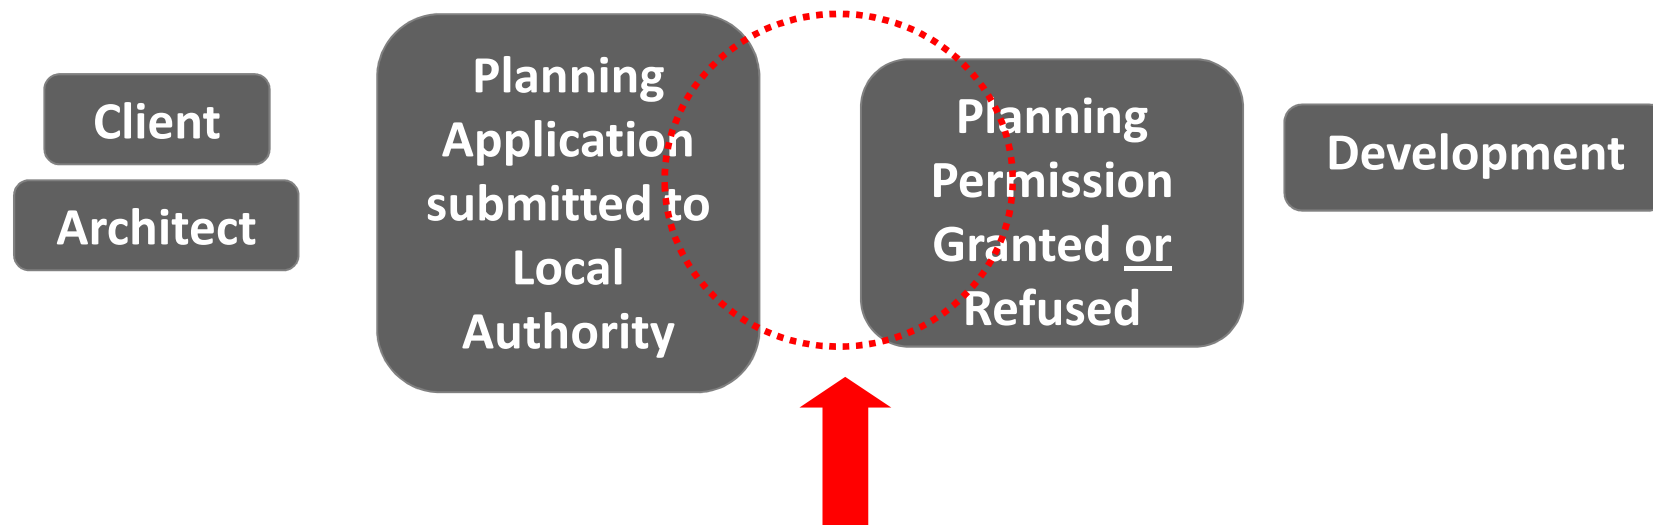 Client
Architect
Planning
Application
submitted to
Local
Authority
Planning
Permission
Granted or
Refused
Development